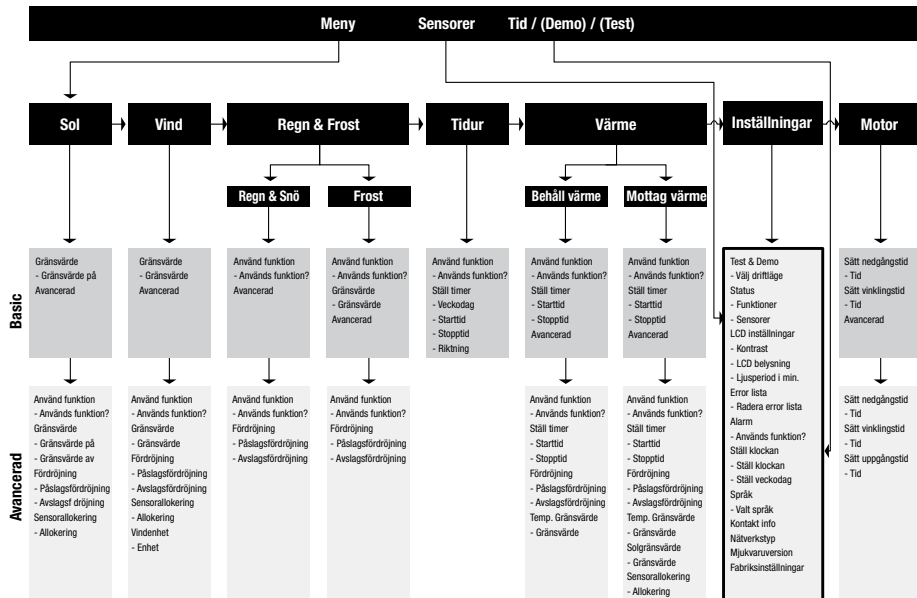 Meny Sensorer Tid / (Demo) / (Test)
Sol Vind Regn & Frost Tidur Värme Inställningar Motor
Regn & Snö Frost Behåll värme Mottag värme
Basic
Gränsvärde
- Gränsvärde på
Avancerad
Gränsvärde
- Gränsvärde
Avancerad
Använd funktion
- Används funktion?
Avancerad
Använd funktion
- Används funktion?
Gränsvärde
- Gränsvärde
Avancerad
Använd funktion
- Används funktion?
Ställ timer
- Veckodag
- Starttid
- Stopptid
- Riktning
Använd funktion
- Används funktion?
Ställ timer
- Starttid
- Stopptid
Avancerad
Använd funktion
- Används funktion?
Ställ timer
- Starttid
- Stopptid
Avancerad
Test & Demo
- Välj driftläge
Status
- Funktioner
- Sensorer
LCD inställningar
- Kontrast
- LCD belysning
- Ljusperiod i min.
Error lista
- Radera error lista
Alarm
- Används funktion?
Ställ klockan
- Ställ klockan
- Ställ veckodag
Språk
- Valt språk
Kontakt info
Nätverkstyp
Mjukvaruversion
Fabriksinställningar
Sätt nedgångstid
- Tid
Sätt vinklingstid
- Tid
Avancerad
Avancerad
Använd funktion
- Används funktion?
Gränsvärde
- Gränsvärde på
- Gränsvärde av
Fördröjning
- Påslagsfördröjning
- Avslagsf dröjning
Sensorallokering
- Allokering
Använd funktion
- Används funktion?
Gränsvärde
- Gränsvärde
Fördröjning
- Påslagsfördröjning
- Avslagsfördröjning
Sensorallokering
- Allokering
Vindenhet
- Enhet
Använd funktion
- Används funktion?
Fördröjning
- Påslagsfördröjning
- Avslagsfördröjning
Använd funktion
- Används funktion?
Fördröjning
- Påslagsfördröjning
- Avslagsfördröjning
Använd funktion
- Används funktion?
Ställ timer
- Starttid
- Stopptid
Fördröjning
- Påslagsfördröjning
- Avslagsfördröjning
Temp. Gränsvärde
- Gränsvärde
Använd funktion
- Används funktion?
Ställ timer
- Starttid
- Stopptid
Fördröjning
- Påslagsfördröjning
- Avslagsfördröjning
Temp. Gränsvärde
- Gränsvärde
Solgränsvärde
- Gränsvärde
Sensorallokering
- Allokering
Sätt nedgångstid
- Tid
Sätt vinklingstid
- Tid
Sätt uppgångstid
- Tid